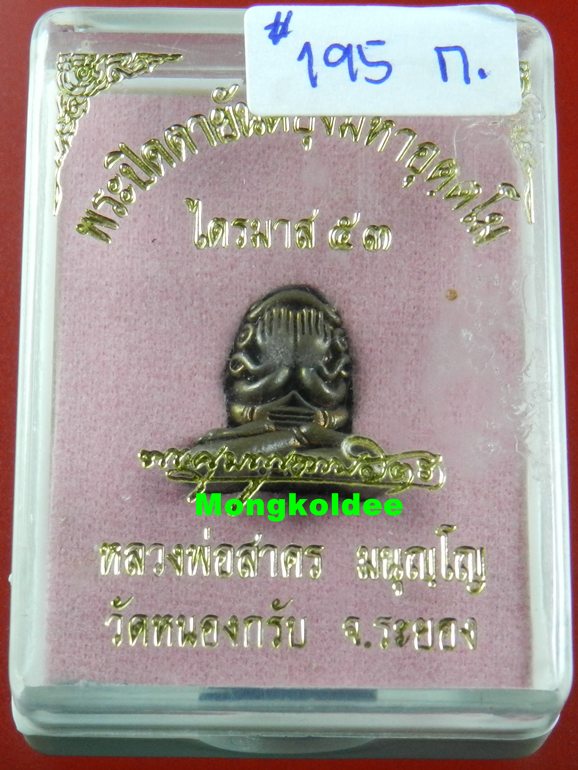 #195 ก.
พระปิดตายันต์ยุ่งมหาอุตฺตโม
ไตรมาส ๕๓
Mongkoldee
หลวงพ่อสาคร มนุญฺโญ
วัดหนองกรับ จ.ระยอง